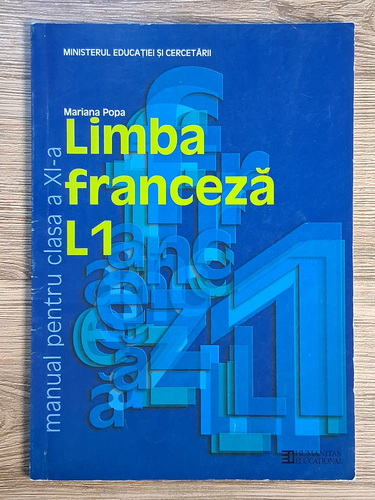 MINISTERUL EDUCAȚIEI ȘI CERCETĂRII
Mariana Popa
Limba
franceză
L1
manual pentru clasa a XI-a
HUMANITAS
EDUCAȚIONAL